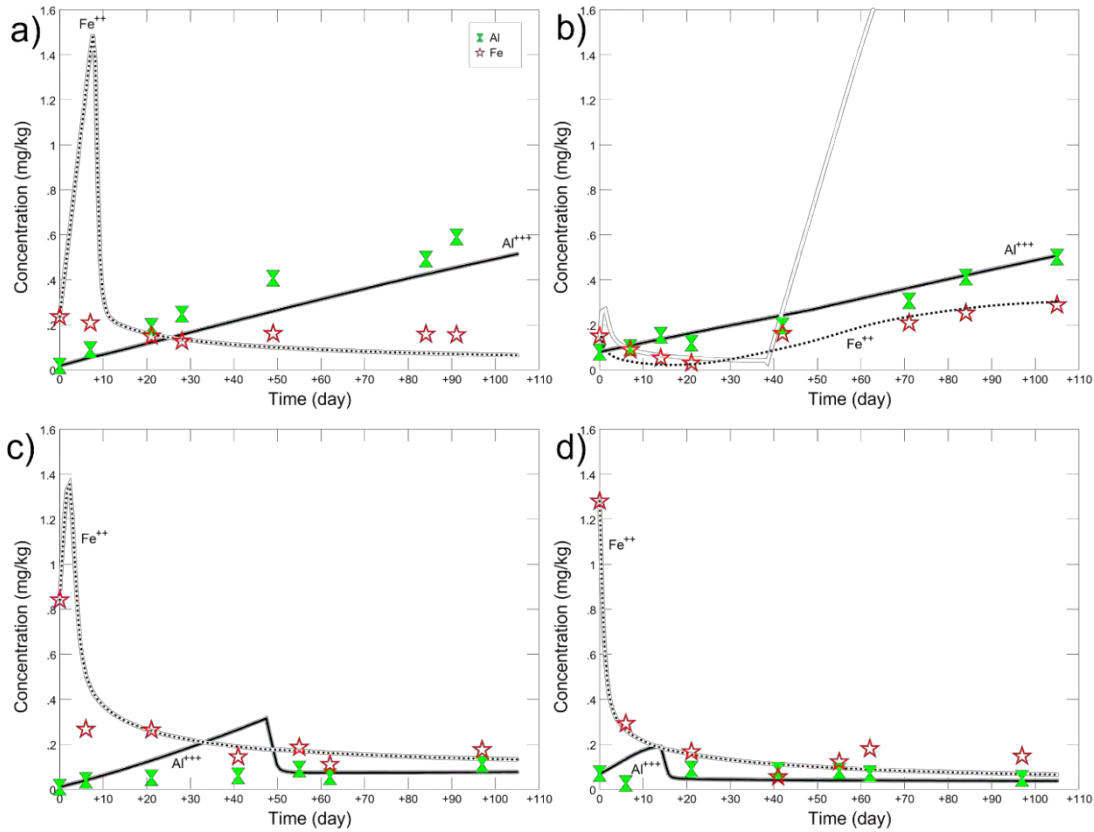 a)
Fe++
Al
Fe
Al+++
Concentration (mg/kg)
1.6
1.4
1.2
1
.8
.6
.4
.2
0
0 +10 +20 +30 +40 +50 +60 +70 +80 +90 +100 +110
Time (day)
b)
Al+++
Fe++
Concentration (mg/kg)
1.6
1.4
1.2
1
.8
.6
.4
.2
0
0 +10 +20 +30 +40 +50 +60 +70 +80 +90 +100 +110
Time (day)
c)
Fe++
Al+++
Concentration (mg/kg)
1.6
1.4
1.2
1
.8
.6
.4
.2
0
0 +10 +20 +30 +40 +50 +60 +70 +80 +90 +100 +110
Time (day)
d)
Fe++
Al+++
Concentration (mg/kg)
1.6
1.4
1.2
1
.8
.6
.4
.2
0
0 +10 +20 +30 +40 +50 +60 +70 +80 +90 +100 +110
Time (day)